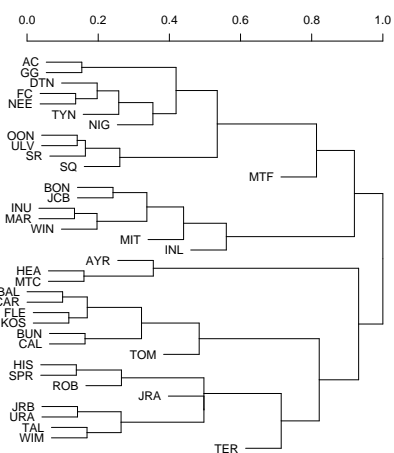 0.0 0.2 0.4 0.6 0.8 1.0
AC
GG
DTN
FC
NEE
TYN
NIG
OON
ULV
SR
SQ
MTF
BON
JCB
INU
MAR
WIN
MIT
INL
AYR
HEA
MTC
BAL
CAR
FLE
KOS
BUN
CAL
TOM
HIS
SPR
ROB
JRA
JRB
URA
TAL
WIM
TER